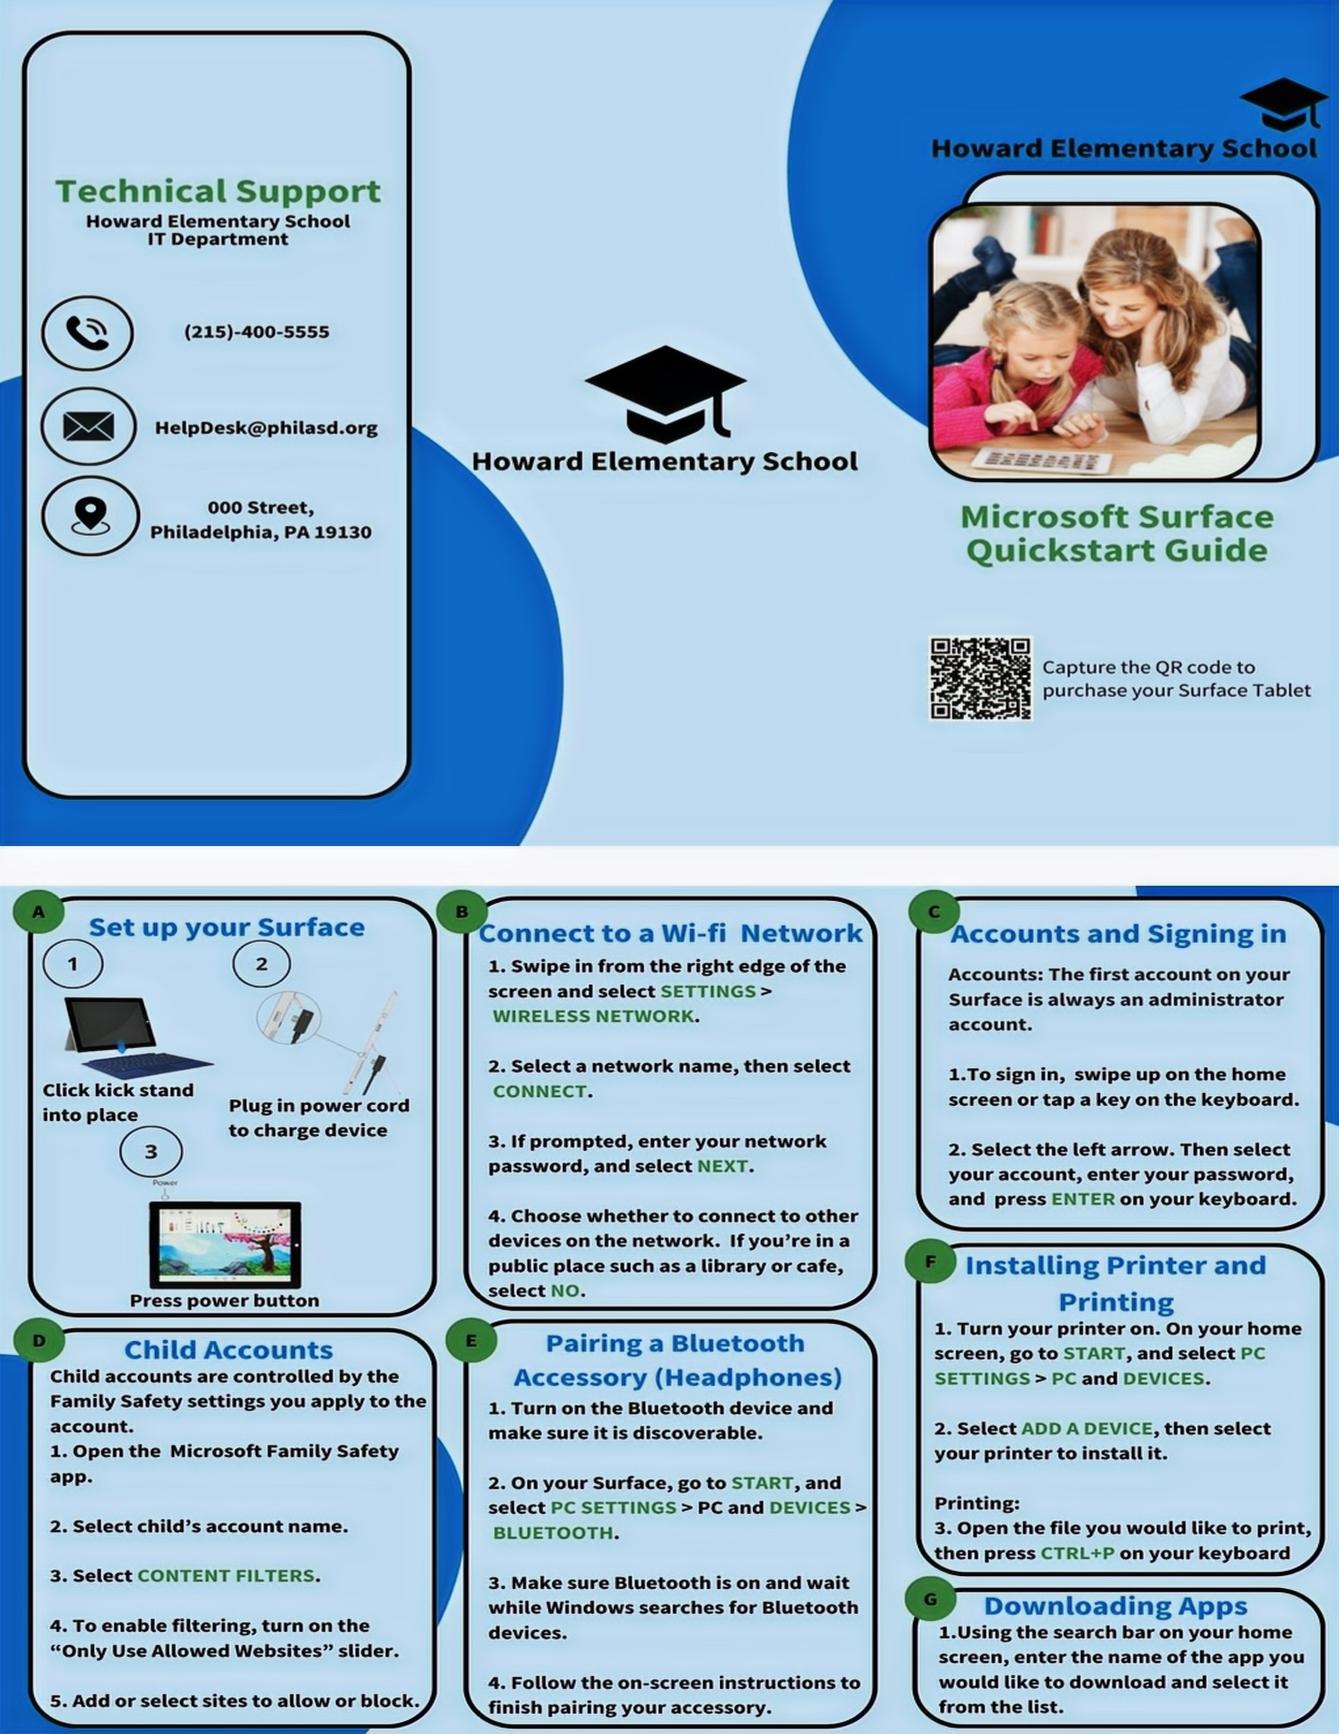 Technical Support
Howard Elementary School
IT Department
(215)-400-5555
HelpDesk@philasd.org
000 Street,
Philadelphia, PA 19130
Howard Elementary School
Howard Elementary School
Microsoft Surface
Quickstart Guide
Capture the QR code to
purchase your Surface Tablet
A
Set up your Surface
1
2
Click kick stand
into place
Plug in power cord
to charge device
3
Power
Press power button
B
Connect to a Wi-fi Network
1. Swipe in from the right edge of the
screen and select SETTINGS >
WIRELESS NETWORK.
2. Select a network name, then select
CONNECT.
3. If prompted, enter your network
password, and select NEXT.
4. Choose whether to connect to other
devices on the network. If you’re in a
public place such as a library or cafe,
select NO.
C
Accounts and Signing in
Accounts: The first account on your
Surface is always an administrator
account.
1.To sign in, swipe up on the home
screen or tap a key on the keyboard.
2. Select the left arrow. Then select
your account, enter your password,
and press ENTER on your keyboard.
D
Child Accounts
Child accounts are controlled by the
Family Safety settings you apply to the
account.
1. Open the Microsoft Family Safety
app.
2. Select child’s account name.
3. Select CONTENT FILTERS.
4. To enable filtering, turn on the
“Only Use Allowed Websites” slider.
5. Add or select sites to allow or block.
E
Pairing a Bluetooth
Accessory (Headphones)
1. Turn on the Bluetooth device and
make sure it is discoverable.
2. On your Surface, go to START, and
select PC SETTINGS > PC and DEVICES >
BLUETOOTH.
3. Make sure Bluetooth is on and wait
while Windows searches for Bluetooth
devices.
4. Follow the on-screen instructions to
finish pairing your accessory.
F
Installing Printer and
Printing
1. Turn your printer on. On your home
screen, go to START, and select PC
SETTINGS > PC and DEVICES.
2. Select ADD A DEVICE, then select
your printer to install it.
Printing:
3. Open the file you would like to print,
then press CTRL+P on your keyboard
G
Downloading Apps
1.Using the search bar on your home
screen, enter the name of the app you
would like to download and select it
from the list.